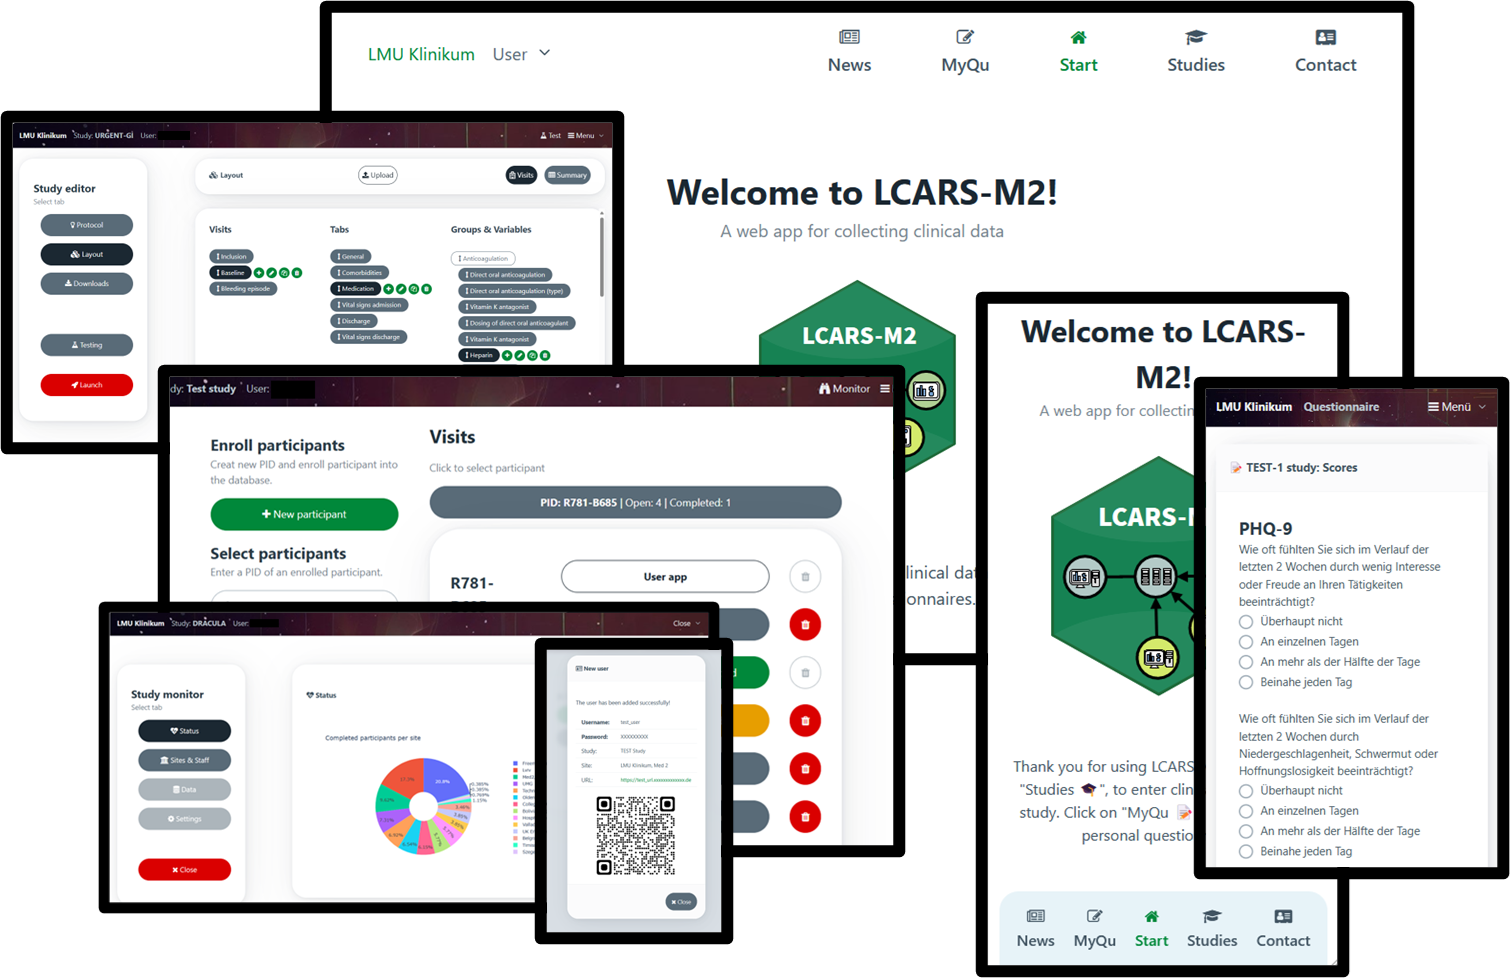 LMU Klinikum User
News
MyQu
Start
Studies
Contact
Welcome to LCARS-M2!
A web app for collecting clinical data
LCARS-M2
linical dat
onnaires.
LMU Klinikum Study: URGENT-GI User:
Test Menu
Study editor
Select tab
Protocol
Layout
Downloads
Testing
Launch
Layout
Upload
Visits
Summary
Visits
Inclusion
Baseline
Bleeding episode
Tabs
General
Comorbidities
Medication
Vital signs admission
Discharge
Vital signs discharge
Groups & Variables
Anticoagulation
Direct oral anticoagulation
Direct oral anticoagulation (type)
Vitamin K antagonist
Dosing of direct oral anticoagulant
Vitamin K antagonist
Heparin
dy: Test study User:
Monitor
Enroll participants
Creat new PID and enroll participant into
the database.
New participant
Select participants
Enter a PID of an enrolled participant.
Visits
Click to select participant
PID: R781-B685 | Open: 4 | Completed: 1
R781-
User app
d
LMU Klinikum Study: DRACULA User:
Close
Study monitor
Select tab
Status
Sites & Staff
Data
Settings
Close
Status
Completed participants per site
20.8%
New user
The user has been added successfully!
Username: test_user
Password: XXXXXXXXX
Study: TEST Study
Site: LMU Klinikum, Med 2
URL: https://test_url.xxxxxxxxxxxxx.de
Close
Welcome to LCARS-
M2!
A web app for collectin
LCARS-M
Thank you for using LCARS
"Studies ", to enter clin
study. Click on "MyQu
personal questio
News
MyQu
Start
Studies
Contact
LMU Klinikum Questionnaire
Menü
TEST-1 study: Scores
PHQ-9
Wie oft fühlten Sie sich im Verlauf der
letzten 2 Wochen durch wenig Interesse
oder Freude an Ihren Tätigkeiten
beeinträchtigt?
Überhaupt nicht
An einzelnen Tagen
An mehr als der Hälfte der Tage
Beinahe jeden Tag
Wie oft fühlten Sie sich im Verlauf der
letzten 2 Wochen durch
Niedergeschlagenheit, Schwermut oder
Hoffnungslosigkeit beeinträchtigt?
Überhaupt nicht
An einzelnen Tagen
An mehr als der Hälfte der Tage
Beinahe jeden Tag